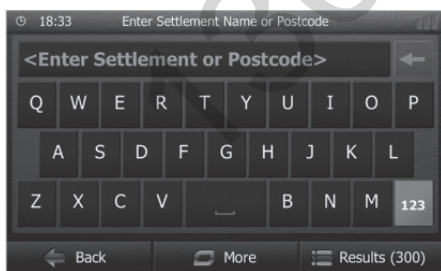 18:33 Enter Settlement Name or Postcode
<Enter Settlement or Postcode>
Q W E R T Y U I O P
A S D F G H J K L
Z X C V B N M 123
Back More Results (300)